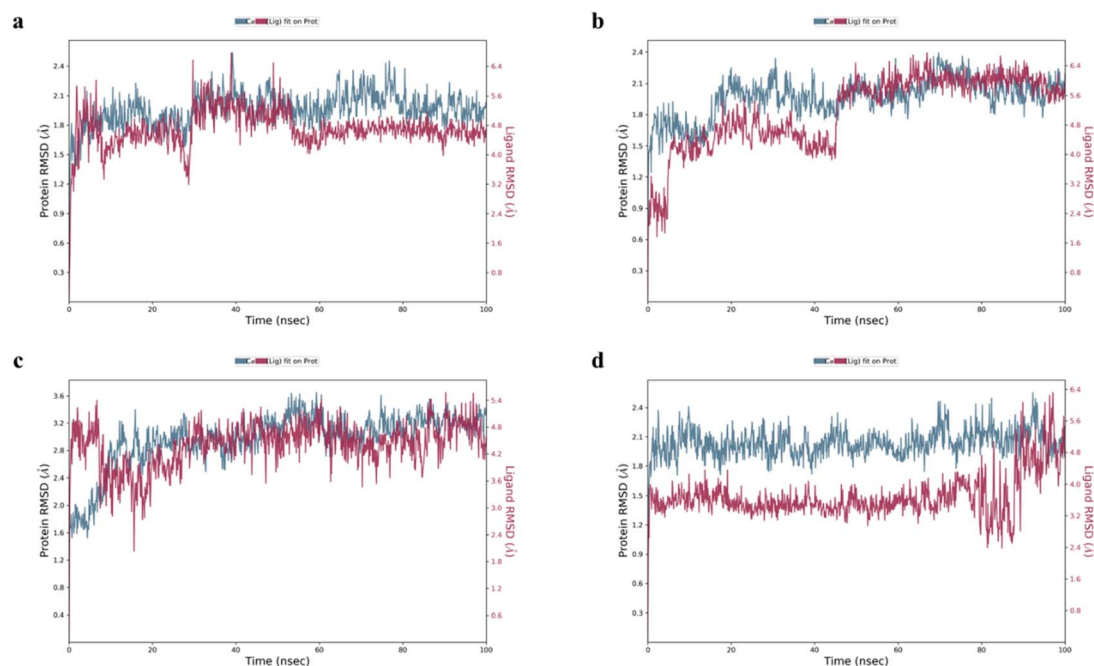 a
Cα (Lig) fit on Prot
Protein RMSD (Å)
2.4
2.1
1.8
1.5
1.2
0.9
0.6
0.3
Ligand RMSD (Å)
6.4
5.6
4.8
4.0
3.2
2.4
1.6
0.8
0 20 40 60 80 100
Time (nsec)
b
Cα (Lig) fit on Prot
Protein RMSD (Å)
2.4
2.1
1.8
1.5
1.2
0.9
0.6
0.3
Ligand RMSD (Å)
6.4
5.6
4.8
4.0
3.2
2.4
1.6
0.8
0 20 40 60 80 100
Time (nsec)
c
Cα (Lig) fit on Prot
Protein RMSD (Å)
3.6
3.2
2.8
2.4
2.0
1.6
1.2
0.8
0.4
Ligand RMSD (Å)
5.4
4.8
4.2
3.6
3.0
2.4
1.8
1.2
0.6
0 20 40 60 80 100
Time (nsec)
d
Cα (Lig) fit on Prot
Protein RMSD (Å)
2.4
2.1
1.8
1.5
1.2
0.9
0.6
0.3
Ligand RMSD (Å)
6.4
5.6
4.8
4.0
3.2
2.4
1.6
0.8
0 20 40 60 80 100
Time (nsec)